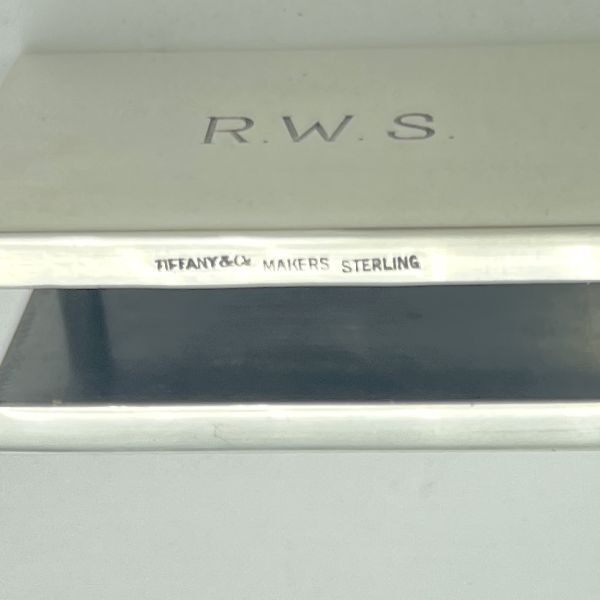 R.W.S.
TIFFANY & Co. MAKERS STERLING